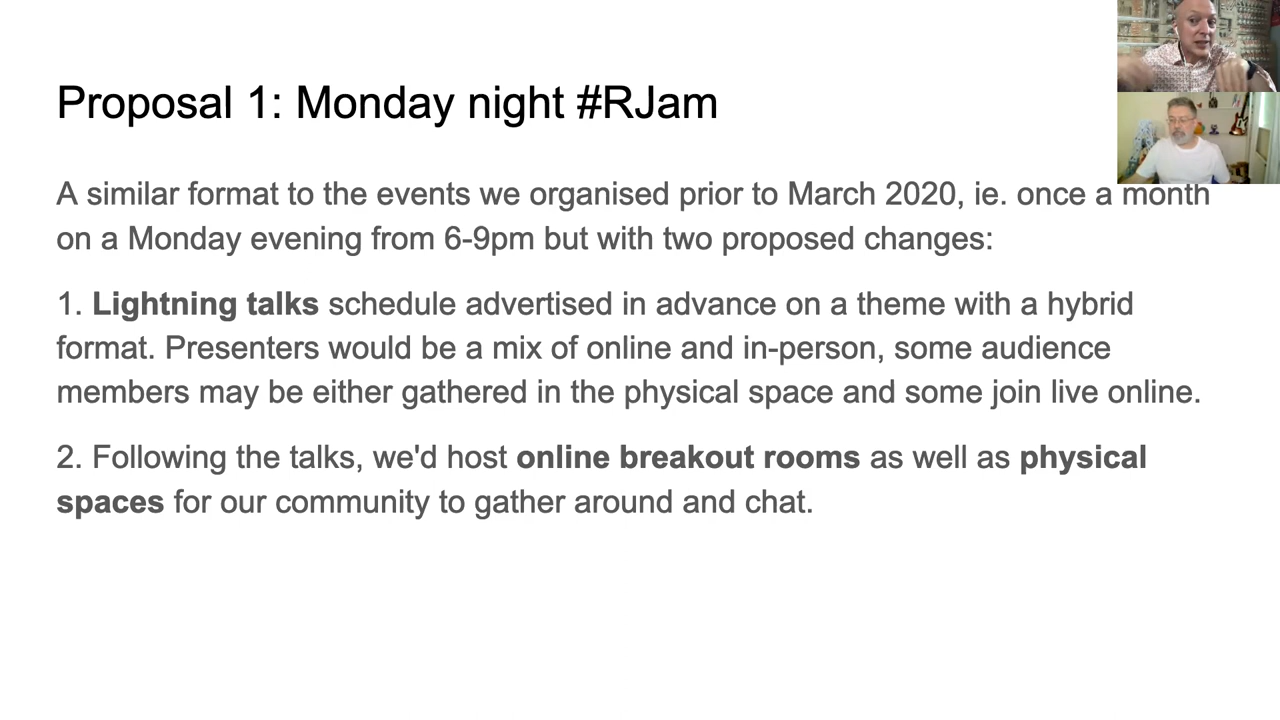 Proposal 1: Monday night #RJam
A similar format to the events we organised prior to March 2020, ie. once a month
on a Monday evening from 6-9pm but with two proposed changes:
1. Lightning talks schedule advertised in advance on a theme with a hybrid
format. Presenters would be a mix of online and in-person, some audience
members may be either gathered in the physical space and some join live online.
2. Following the talks, we'd host online breakout rooms as well as physical
spaces for our community to gather around and chat.